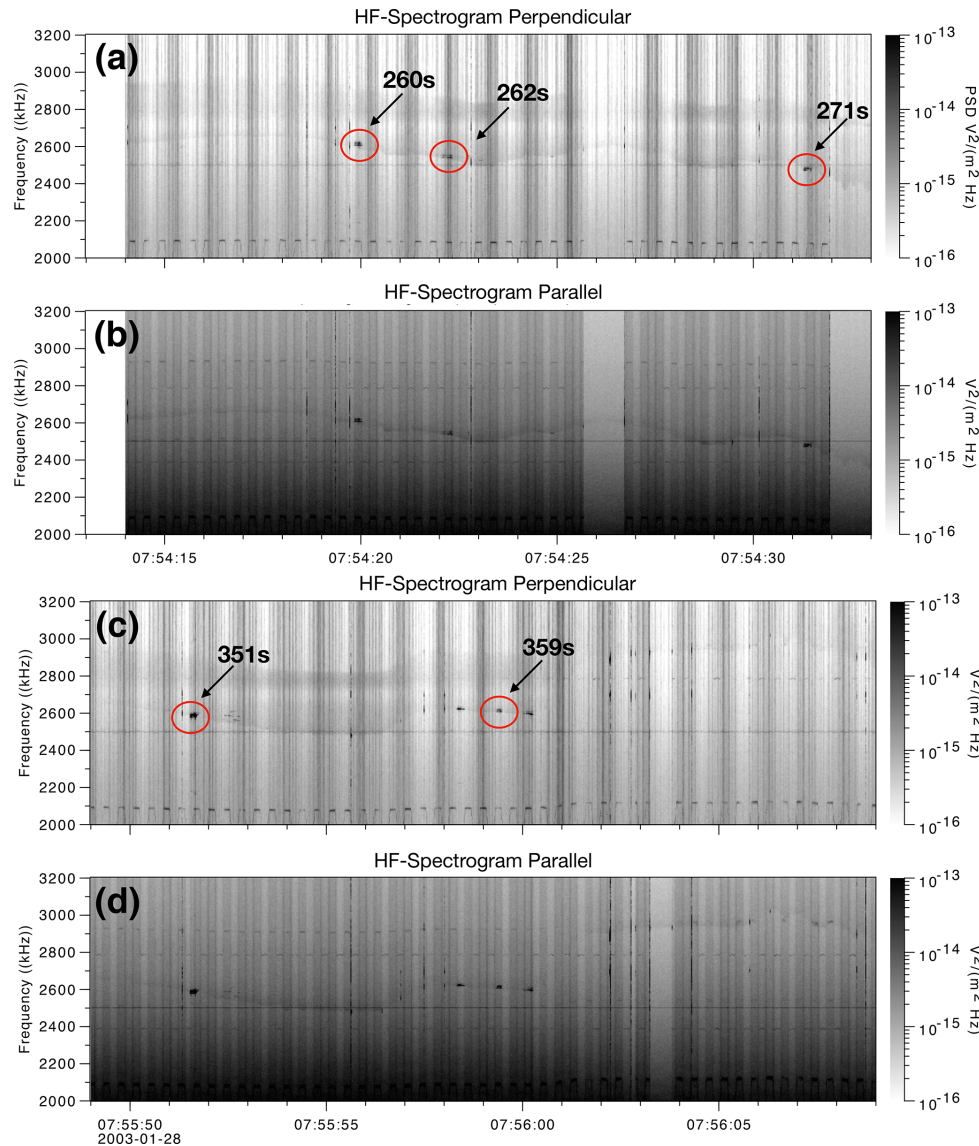 HF-Spectrogram Perpendicular
(a)
3200
3000
2800
2600
2400
2200
2000
Frequency ((kHz))
260s
262s
271s
10-13
10-14
10-15
10-16
PSD V2/(m2 Hz)
HF-Spectrogram Parallel
(b)
3200
3000
2800
2600
2400
2200
2000
Frequency ((kHz))
10-13
10-14
10-15
10-16
V2/(m2 Hz)
07:54:15
07:54:20
07:54:25
07:54:30
HF-Spectrogram Perpendicular
(c)
3200
3000
2800
2600
2400
2200
2000
Frequency (kHz))
351s
359s
10-13
10-14
10-15
10-16
V2/(m2 Hz)
HF-Spectrogram Parallel
(d)
3200
3000
2800
2600
2400
2200
2000
Frequency (kHz))
10-13
10-14
10-15
10-16
V2/(m2 Hz)
07:55:50
07:55:55
07:56:00
07:56:05
2003-01-28